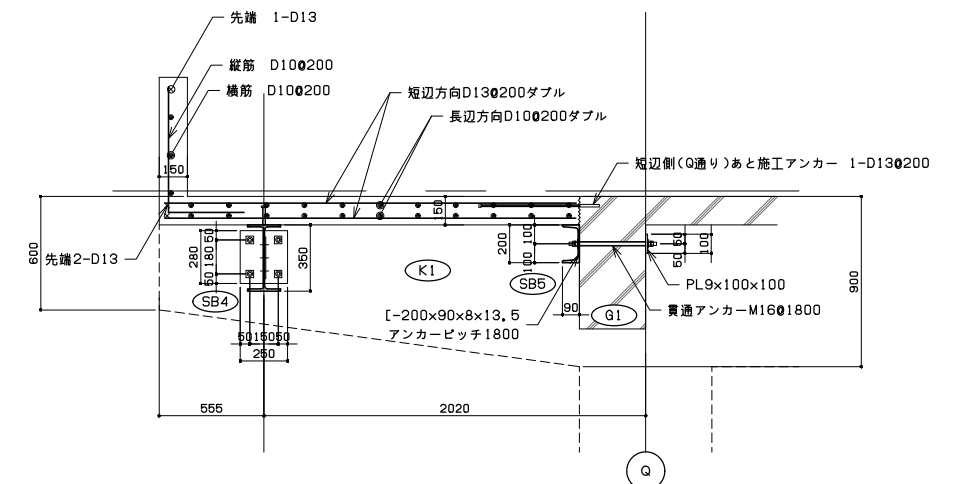 先端 1-D13
縦筋 D10@200
横筋 D10@200
短辺方向D13@200ダブル
長辺方向D10@200ダブル
短辺側(Q通り)あと施工アンカー 1-D13@200
150
150
600
先端2-D13
280
50
180
50
350
SB4
50
150
50
250
K1
200
100
100
SB5
90
G1
[-200×90×8×13.5
アンカーピッチ1800
50
50
100
PL9×100×100
貫通アンカーM16@1800
900
555
2020
Q